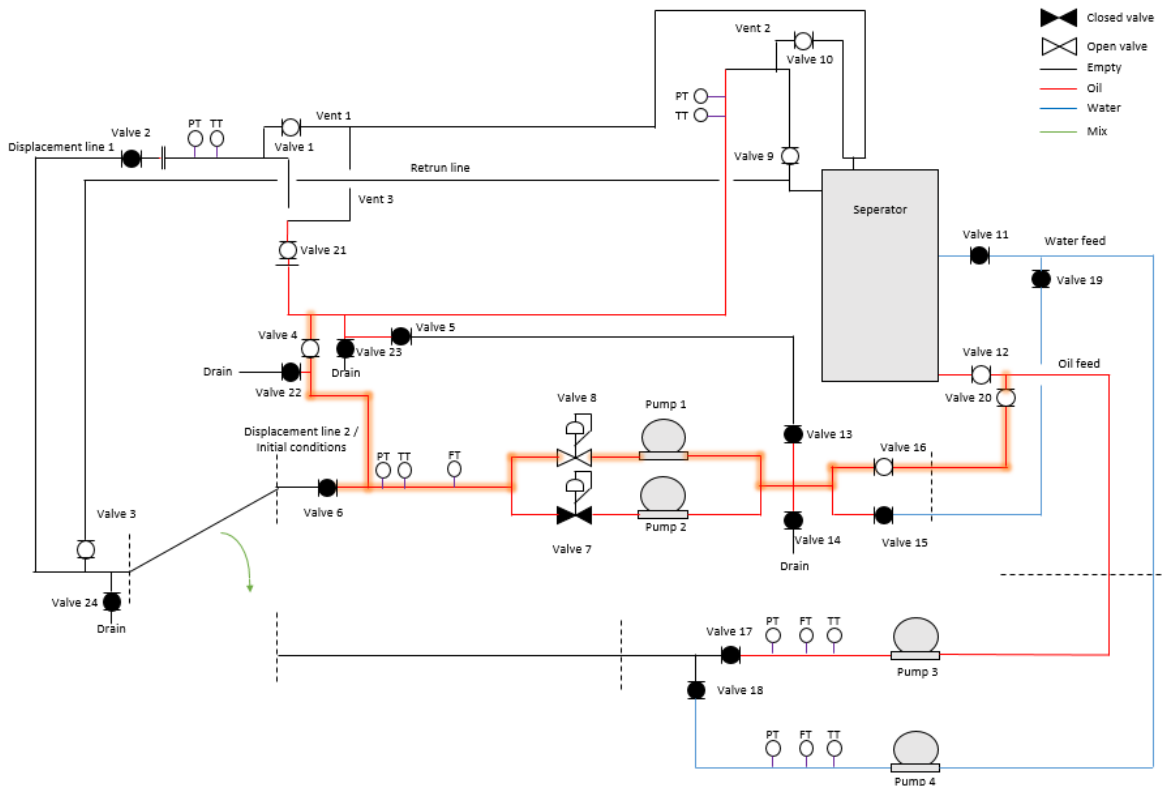 Closed valve
Open valve
Empty
Oil
Water
Mix
Vent 2
Valve 10
PT
TT
Vent 1
PT TT
Valve 2
Valve 1
Displacement line 1
Valve 9
Retrun line
Seperator
Vent 3
Valve 11
Water feed
Valve 21
Valve 19
Valve 4
Valve 5
Valve 23
Drain
Drain
Valve 22
Valve 12
Oil feed
Valve 20
Valve 8
Pump 1
Displacement line 2 /
Initial conditions
Valve 13
Valve 16
PT TT
FT
Valve 6
Pump 2
Valve 14
Valve 15
Valve 3
Valve 7
Drain
Valve 24
Drain
PT FT TT
Valve 17
Pump 3
Valve 18
PT FT TT
Pump 4